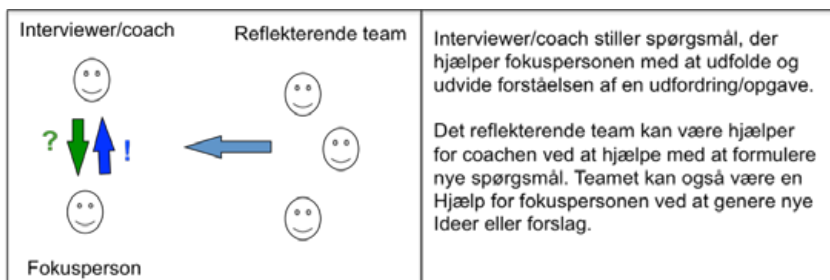 Interviewer/coach
Reflekterende team
?
!
Fokusperson
Interviewer/coach stiller spørgsmål, der
hjælper fokuspersonen med at udfolde og
udvide forståelsen af en udfordring/opgave.
Det reflekterende team kan være hjælper
for coachen ved at hjælpe med at formulere
nye spørgsmål. Teamet kan også være en
Hjælp for fokuspersonen ved at genere nye
Ideer eller forslag.